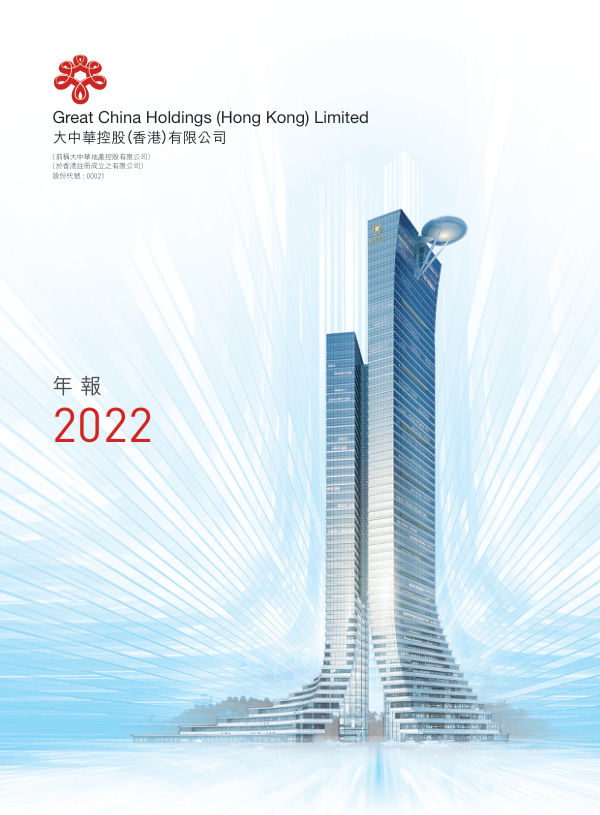 Great China Holdings (Hong Kong) Limited
大中華控股(香港)有限公司
(前稱大中華地產控股有限公司)
(於香港註冊成立之有限公司)
股份代號 : 00021
年報
2022